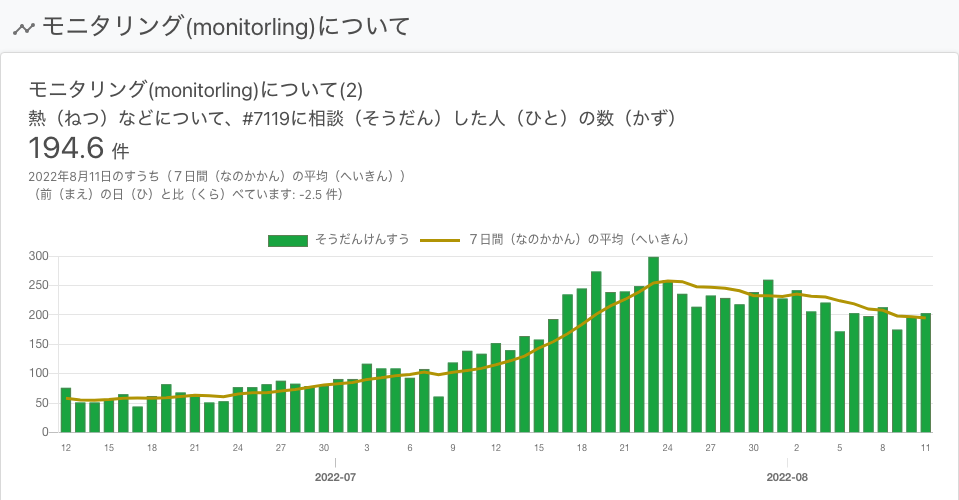 モニタリング(monitorling)について
モニタリング(monitorling)について(2)
熱（ねつ）などについて、#7119に相談（そうだん）した人（ひと）の数（かず）
194.6 件
2022年8月11日のすうち（７日間（なのかかん）の平均（へいきん））
（前（まえ）の日（ひ）と比（くら）べています: -2.5 件）
そうだんけんすう ７日間（なのかかん）の平均（へいきん）
300
250
200
150
100
50
0
12 15 18 21 24 27 30 3 6 9 12 15 18 21 24 27 30 2 5 8 11
2022-07 2022-08